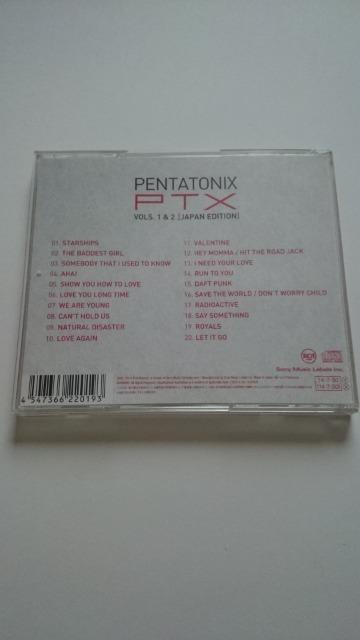 PENTATONIX
PTX
VOLS. 1 & 2 [JAPAN EDITION]
01. STARSHIPS
02. THE BADDEST GIRL
03. SOMEBODY THAT I USED TO KNOW
04. AHA!
05. SHOW YOU HOW TO LOVE
06. LOVE YOU LONG TIME
07. WE ARE YOUNG
08. CAN'T HOLD US
09. NATURAL DISASTER
10. LOVE AGAIN
11. VALENTINE
12. HEY MOMMA / HIT THE ROAD JACK
13. I NEED YOUR LOVE
14. RUN TO YOU
15. DAFT PUNK
16. SAVE THE WORLD / DON'T WORRY CHILD
17. RADIOACTIVE
18. SAY SOMETHING
19. ROYALS
20. LET IT GO
4 547366 220193
RCA
Sony Music Labels Inc.